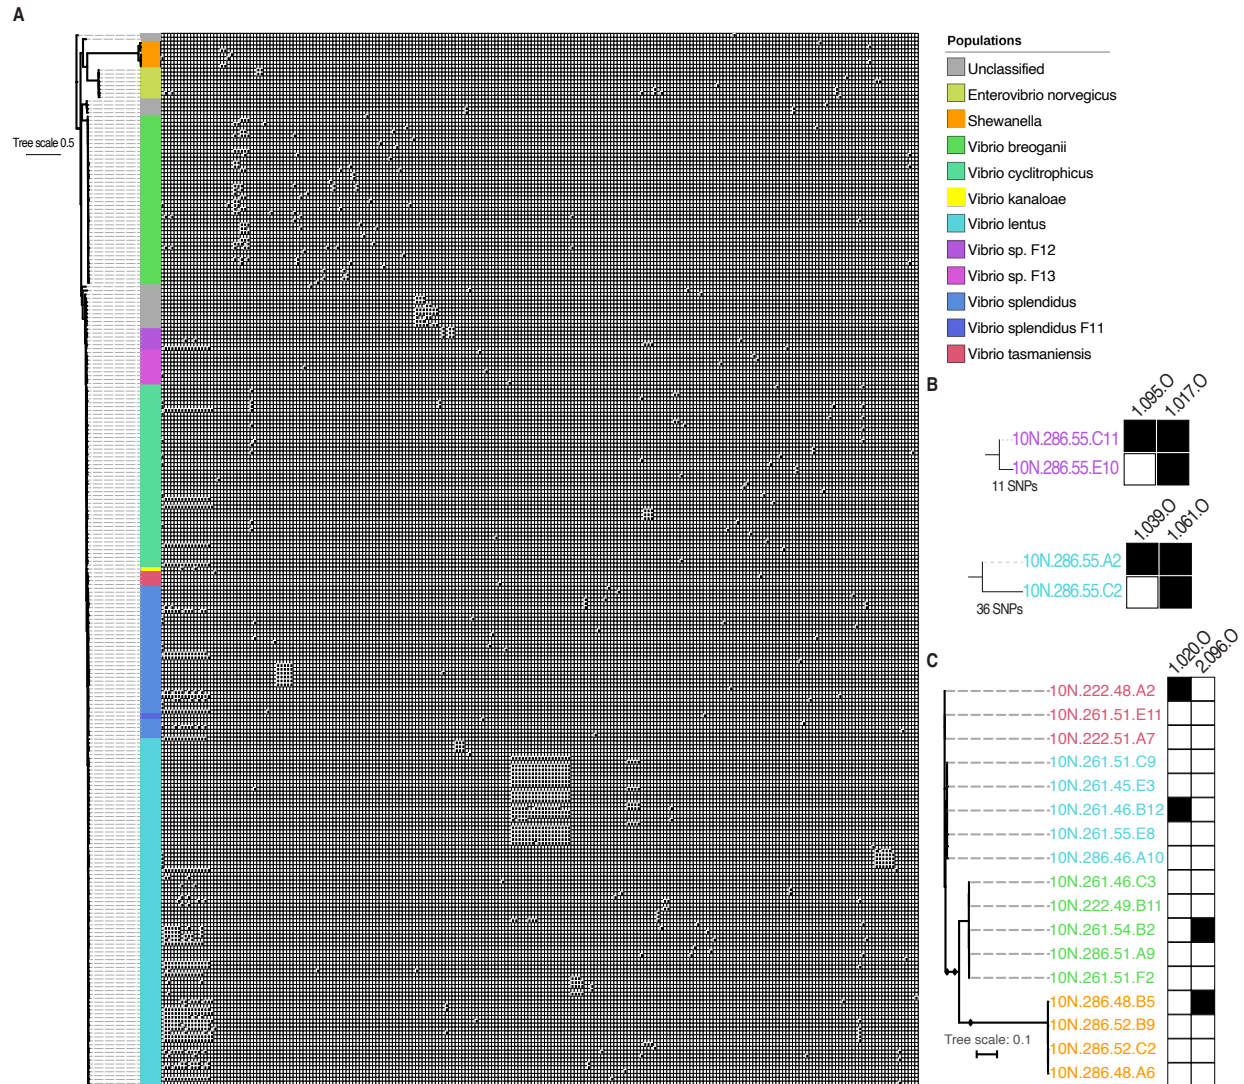 A
Tree scale 0.5
Populations
Unclassified
Enterovibrio norvegicus
Shewanella
Vibrio breoganii
Vibrio cyclitrophicus
Vibrio kanaloae
Vibrio lentus
Vibrio sp. F12
Vibrio sp. F13
Vibrio splendidus
Vibrio splendidus F11
Vibrio tasmaniensis
B
1.095.O
1.017.O
10N.286.55.C11
10N.286.55.E10
11 SNPs
1.039.O
1.061.O
10N.286.55.A2
10N.286.55.C2
36 SNPs
C
1.020.O
2.096.O
10N.222.48.A2
10N.261.51.E11
10N.222.51.A7
10N.261.51.C9
10N.261.45.E3
10N.261.46.B12
10N.261.55.E8
10N.286.46.A10
10N.261.46.C3
10N.222.49.B11
10N.261.54.B2
10N.286.51.A9
10N.261.51.F2
10N.286.48.B5
10N.286.52.B9
10N.286.52.C2
10N.286.48.A6
Tree scale: 0.1